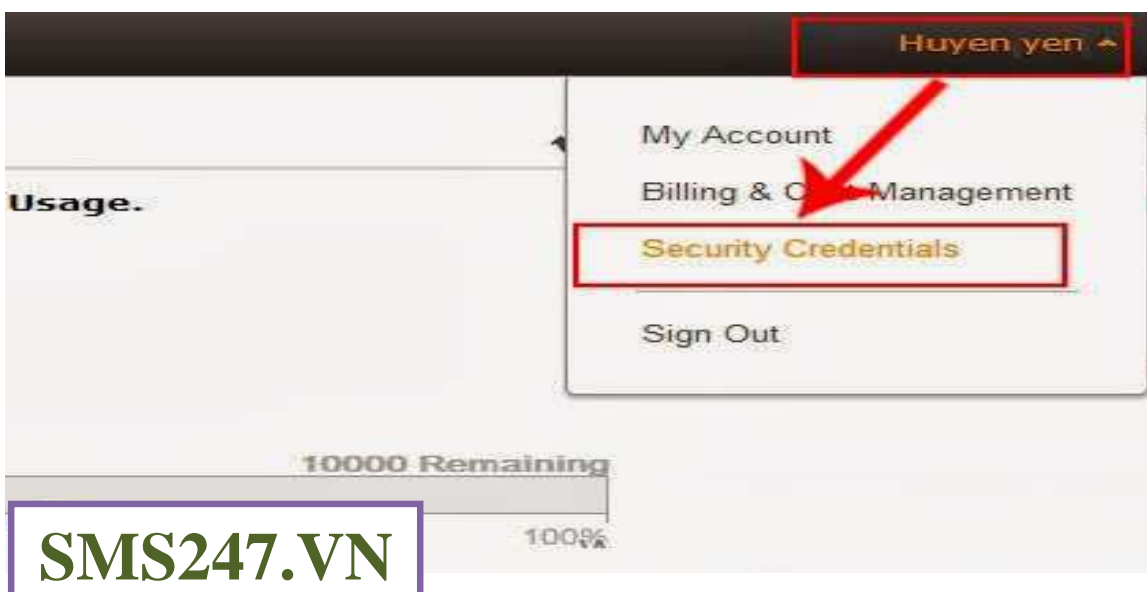 Huyen yen
My Account
Billing & Management
Usage.
Security Credentials
Sign Out
10000 Remaining
100%
SMS247.VN